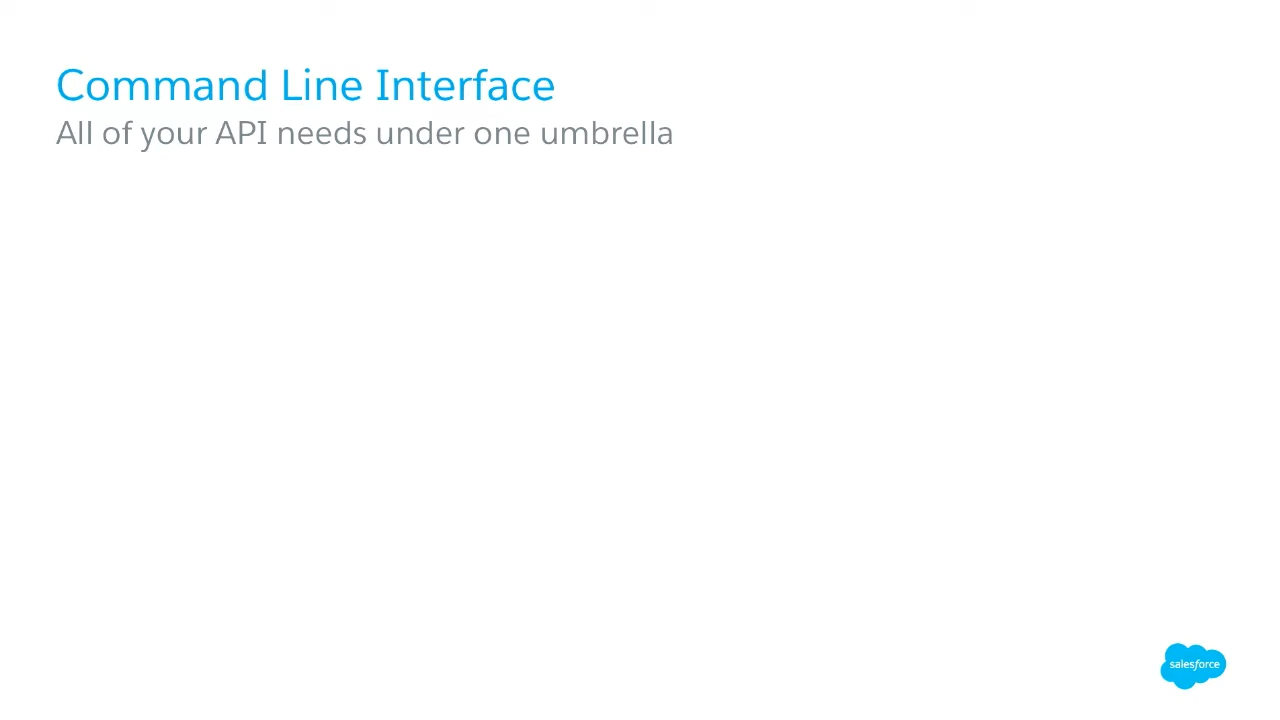 Command Line Interface
All of your API needs under one umbrella
salesforce